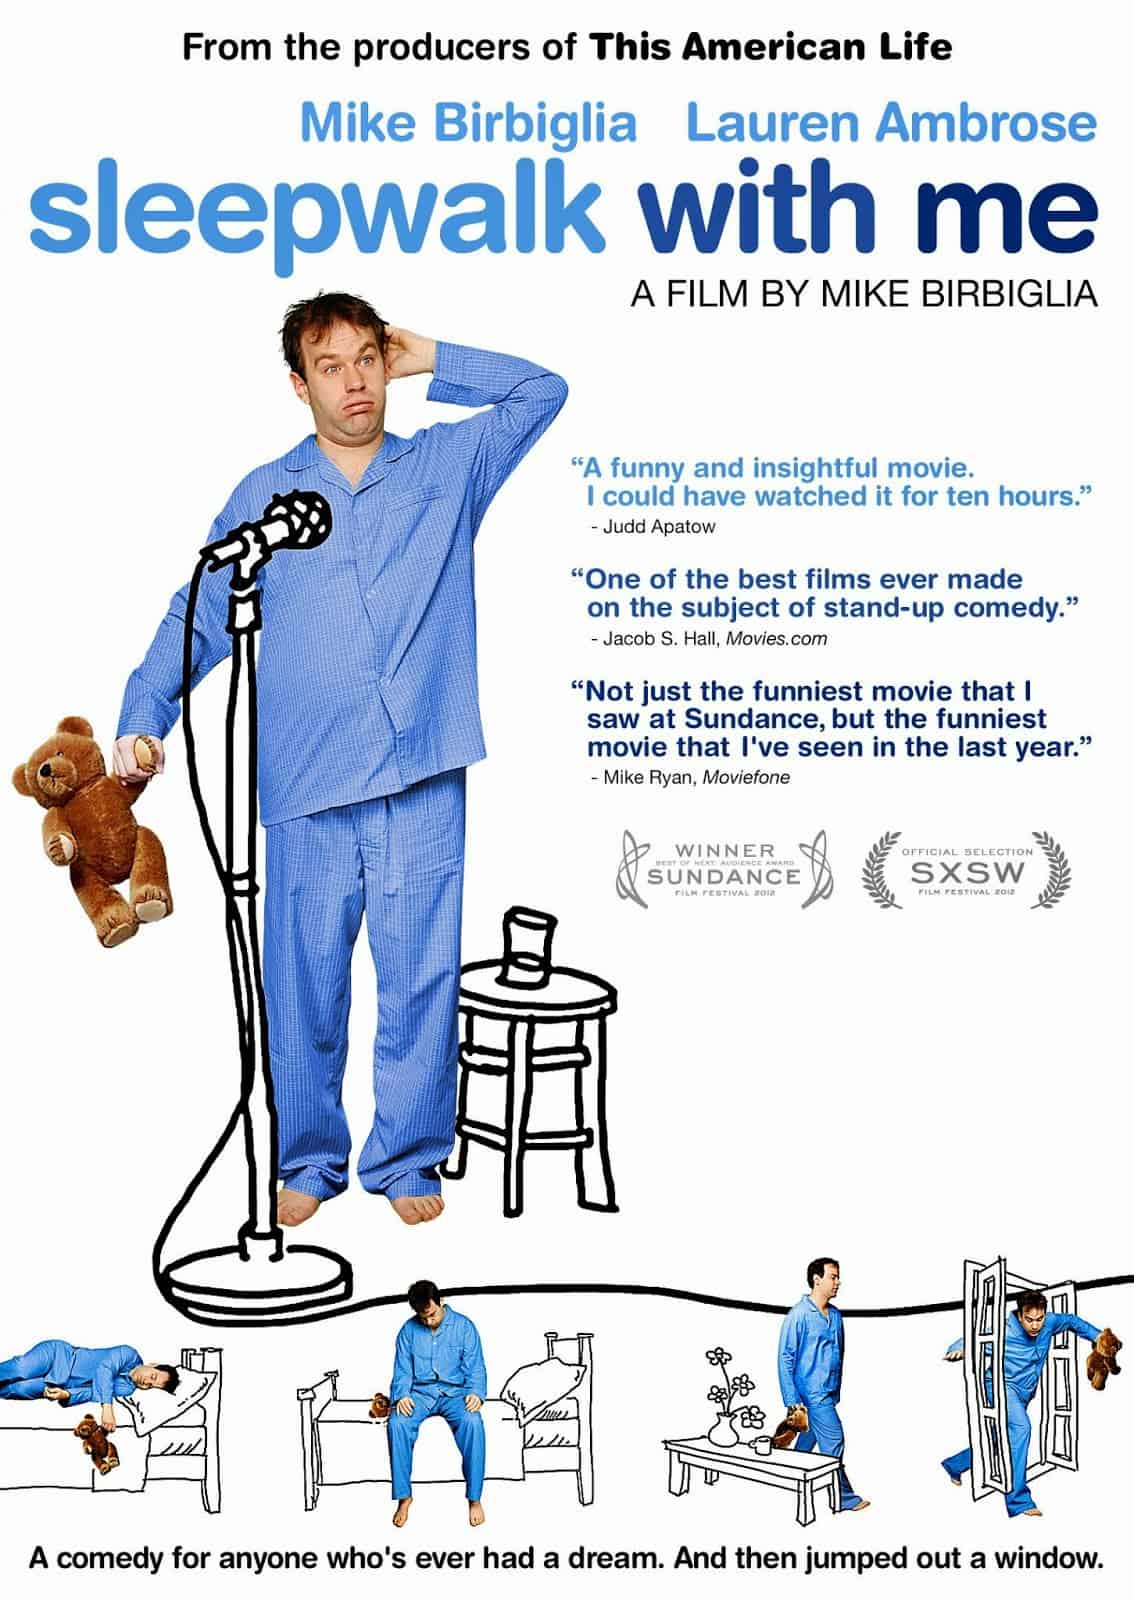 From the producers of This American Life
Mike Birbiglia Lauren Ambrose
sleepwalk with me
A FILM BY MIKE BIRBIGLIA
“A funny and insightful movie.
I could have watched it for ten hours.”
- Judd Apatow
“One of the best films ever made
on the subject of stand-up comedy.”
- Jacob S. Hall, Movies.com
“Not just the funniest movie that I
saw at Sundance, but the funniest
movie that I've seen in the last year.”
- Mike Ryan, Moviefone
WINNER
BEST OF NEXT AUDIENCE AWARD
SUNDANCE
FILM FESTIVAL 2012
OFFICIAL SELECTION
SXSW
FILM FESTIVAL 2012
A comedy for anyone who's ever had a dream. And then jumped out a window.